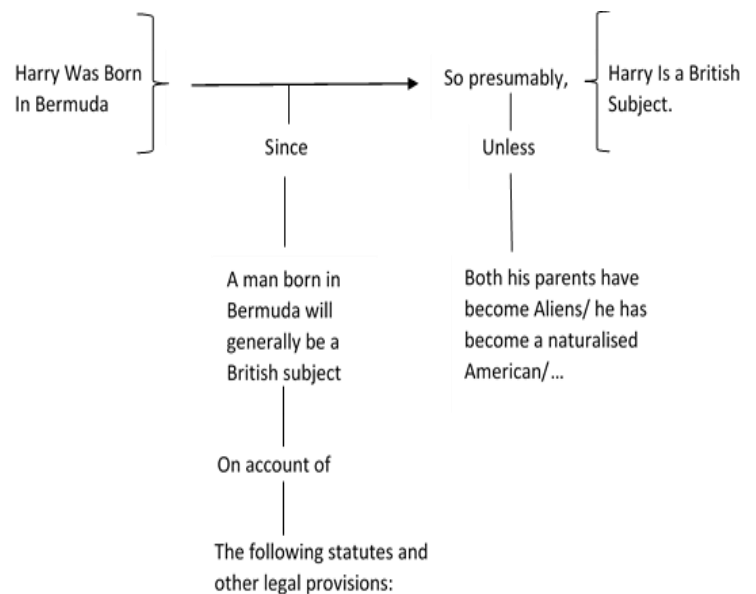 Harry Was Born
In Bermuda
So presumably,
Harry Is a British
Subject.
Since
Unless
A man born in
Bermuda will
generally be a
British subject
Both his parents have
become Aliens/ he has
become a naturalised
American/...
On account of
The following statutes and
other legal provisions: